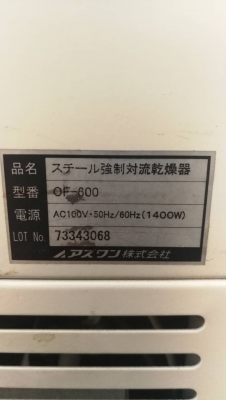 品名 スチール強制対流乾燥器
型番 OF-600
電源 AC100V・50Hz/60Hz(1400W)
LOT No. 73343068
アズワン株式会社